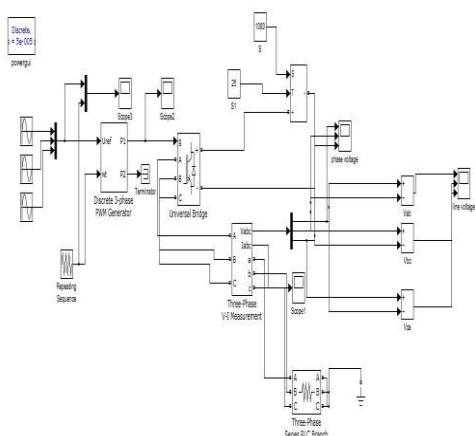 Discrete,
s = 5e-005 s
powergui
1000
S
25
S1
S
T
-
+
Scope3
Scope2
phase voltage
Uref
wt
P1
P2
Discrete 3-phase
PWM Generator
Terminator
g
A
B
C
+
-
Universal Bridge
+
-
Vab
+
-
Vbc
+
-
Vca
line voltage
Repeating
Sequence
A
B
C
Vabc
Iabc
a
b
c
Three-Phase
V-I Measurement
Scope1
A
B
C
A
B
C
Three-Phase
Series RLC Branch